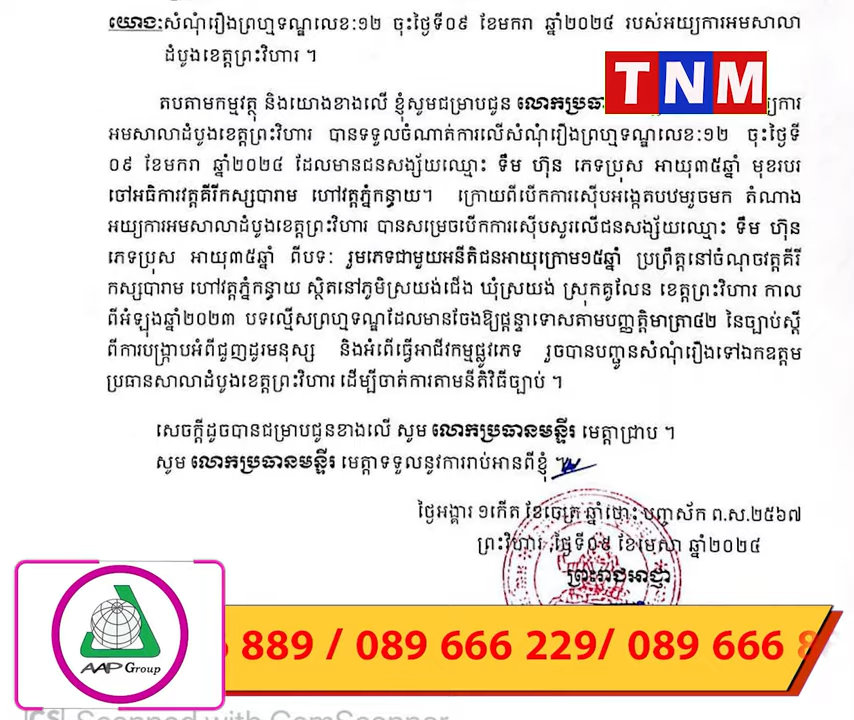 យោង:សំណុំរឿងព្រហ្មទណ្ឌលេខ:១២ ចុះថ្ងៃទី០៩ ខែមករា ឆ្នាំ២០២៤ របស់អយ្យការអមសាលា
ដំបូងខេត្តព្រះវិហារ ។
TNM
តបតាមកម្មវត្ថុ និងយោងខាងលើ ខ្ញុំសូមជម្រាបជូន លោកប្រធាន
អមសាលាដំបូងខេត្តព្រះវិហារ បានទទួលចំណាត់ការលើសំណុំរឿងព្រហ្មទណ្ឌលេខ:១២ ចុះថ្ងៃទី
០៩ ខែមករា ឆ្នាំ២០២៤ ដែលមានជនសង្ស័យឈ្មោះ ទឹម ហ៊ុន ភេទប្រុស អាយុ៣៥ឆ្នាំ មុខរបរ
ចៅអធិការវត្តគីរីកស្សបារាម ហៅវត្តភ្នំកន្ធាយ។ ក្រោយពីបើកការស៊ើបអង្កេតបឋមរួចមក តំណាង
អយ្យការអមសាលាដំបូងខេត្តព្រះវិហារ បានសម្រេចបើកការស៊ើបសួរលើជនសង្ស័យឈ្មោះ ទឹម ហ៊ុន
ភេទប្រុស អាយុ៣៥ឆ្នាំ ពីបទ: រួមភេទជាមួយអនីតិជនអាយុក្រោម១៥ឆ្នាំ ប្រព្រឹត្តនៅចំណុចវត្តគីរី
កស្សបារាម ហៅវត្តភ្នំកន្ធាយ ស្ថិតនៅភូមិស្រយង់ជើង ឃុំស្រយង់ ស្រុកគូលែន ខេត្តព្រះវិហារ កាល
ពីអំឡុងឆ្នាំ២០២៣ បទល្មើសព្រហ្មទណ្ឌដែលមានចែងឱ្យផ្តន្ទាទោសតាមបញ្ញត្តិមាត្រា៤២ នៃច្បាប់ស្តី
ពីការបង្ក្រាបអំពើជួញដូរមនុស្ស និងអំពើធ្វើអាជីវកម្មផ្លូវភេទ រួចបានបញ្ជូនសំណុំរឿងទៅឯកឧត្តម
ប្រធានសាលាដំបូងខេត្តព្រះវិហារ ដើម្បីចាត់ការតាមនីតិវិធីច្បាប់ ។
សេចក្តីដូចបានជម្រាបជូនខាងលើ សូម លោកប្រធានមន្ទីរ មេត្តាជ្រាប ។
សូម លោកប្រធានមន្ទីរ មេត្តាទទួលនូវការរាប់អានពីខ្ញុំ ។
ថ្ងៃអង្គារ ១កើត ខែចេត្រ ឆ្នាំថោះ បញ្ចស័ក ព.ស.២៥៦៧
ព្រះវិហារ ,ថ្ងៃទី០៩ ខែមេសា ឆ្នាំ២០២៤
ព្រះរាជអាជ្ញា
889 / 089 666 229/ 089 666
AAP Group
CS Scanned with CamScanner